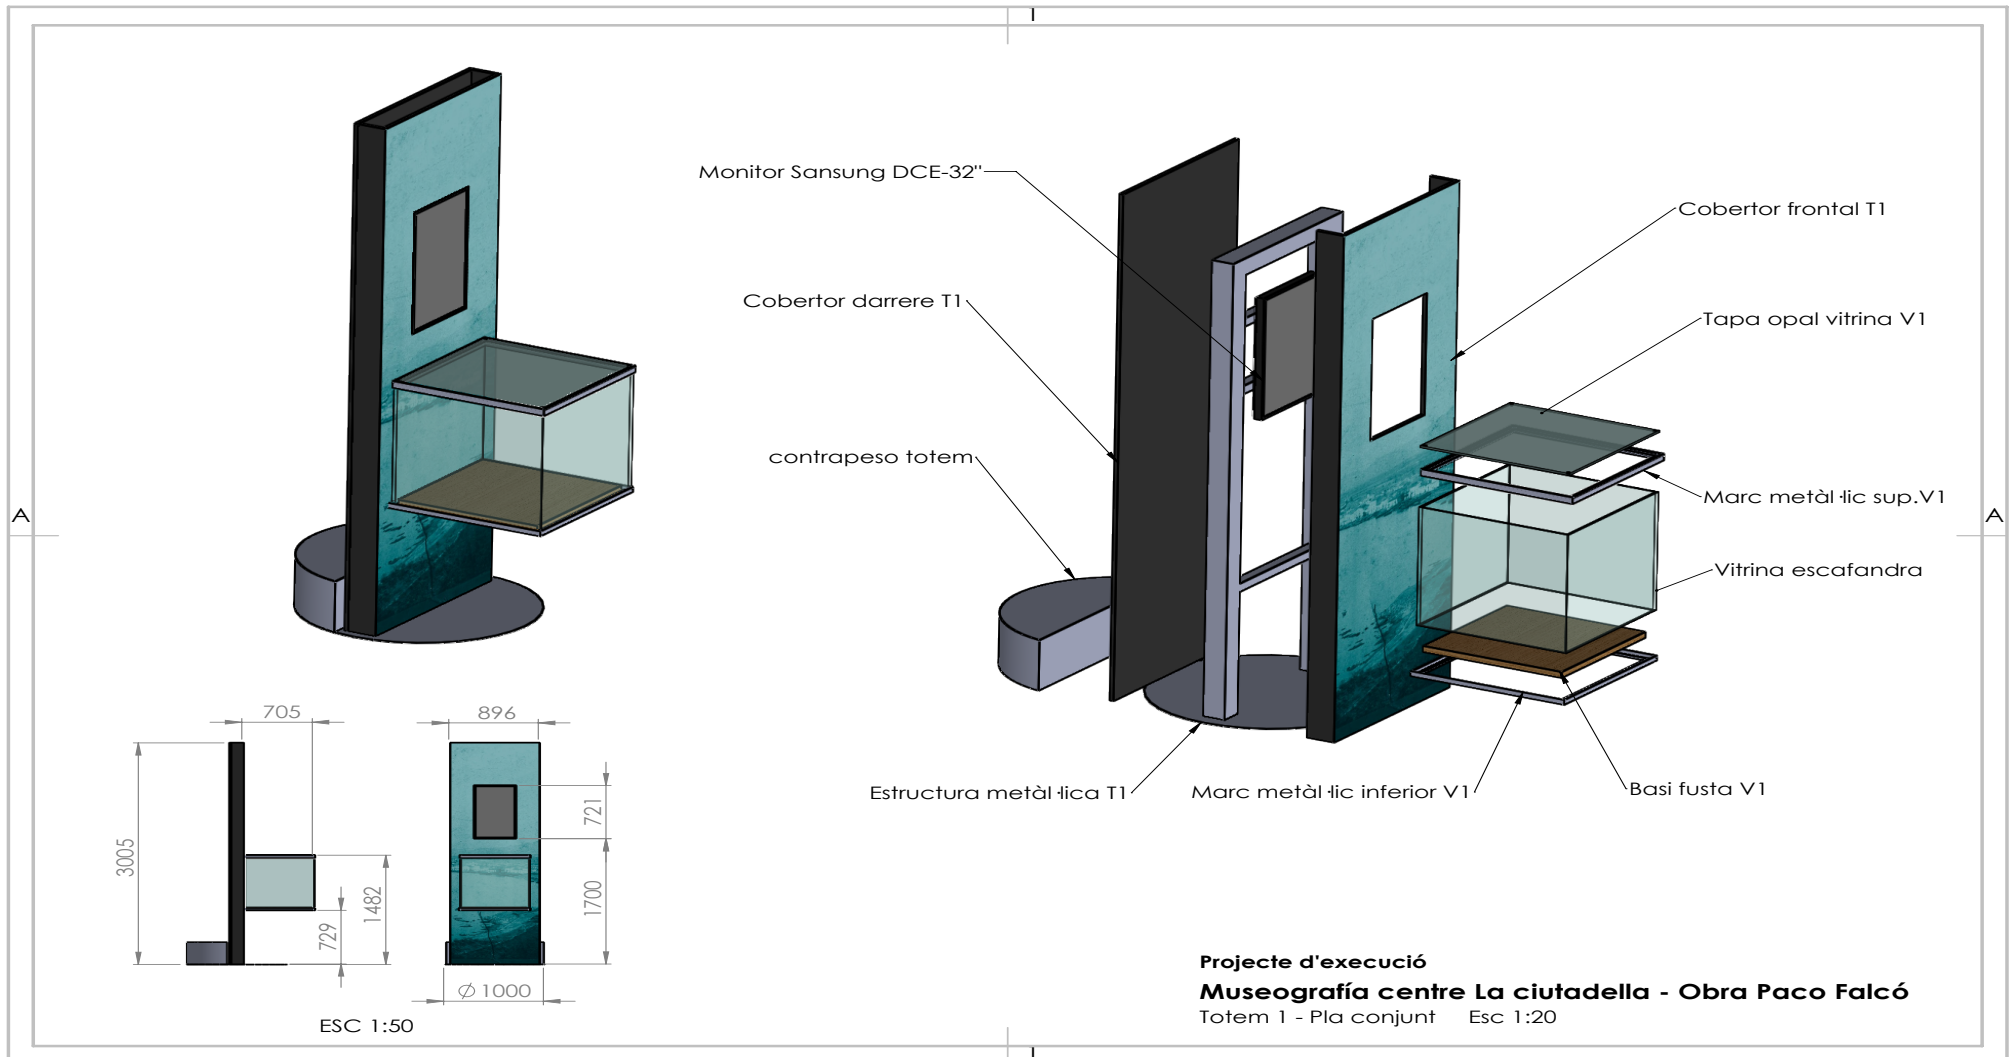 1
Monitor Sansung DCE-32"
Cobertor frontal T1
Cobertor darrere T1
Tapa opal vitrina V1
contrapeso totem
Marc metàl·lic sup.V1
A
A
Vitrina escafandra
705
896
Estructura metàl·lica T1
Marc metàl·lic inferior V1
Basi fusta V1
721
3005
1482
1700
729
Ø 1000
ESC 1:50
Projecte d'execució
Museografía centre La ciutadella - Obra Paco Falcó
Totem 1 - Pla conjunt Esc 1:20
1